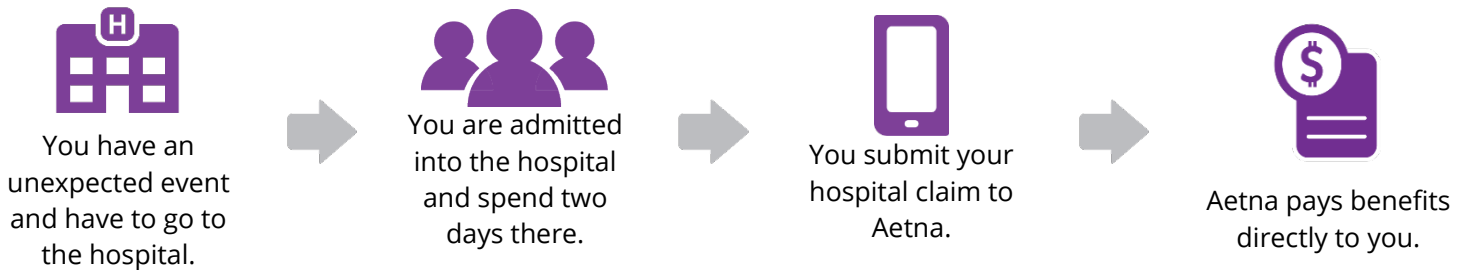 H
You have an
unexpected event
and have to go to
the hospital.
You are admitted
into the hospital
and spend two
days there.
You submit your
hospital claim to
Aetna.
$
Aetna pays benefits
directly to you.